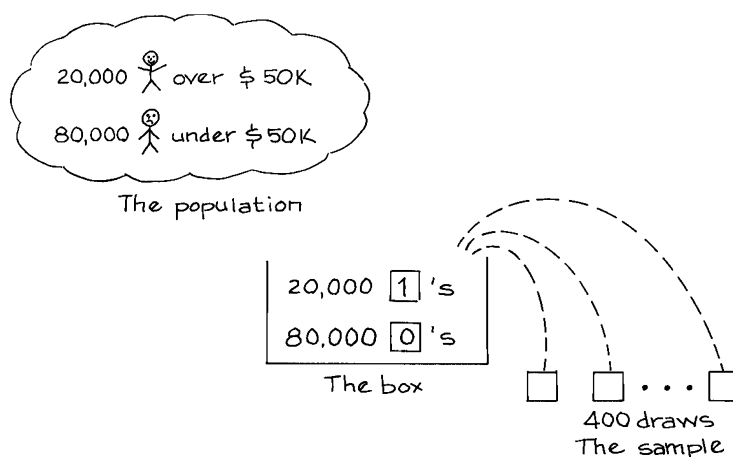 20,000 over $50K
80,000 under $50K
The population
20,000 1 's
80,000 0 's
The box
400 draws
The sample